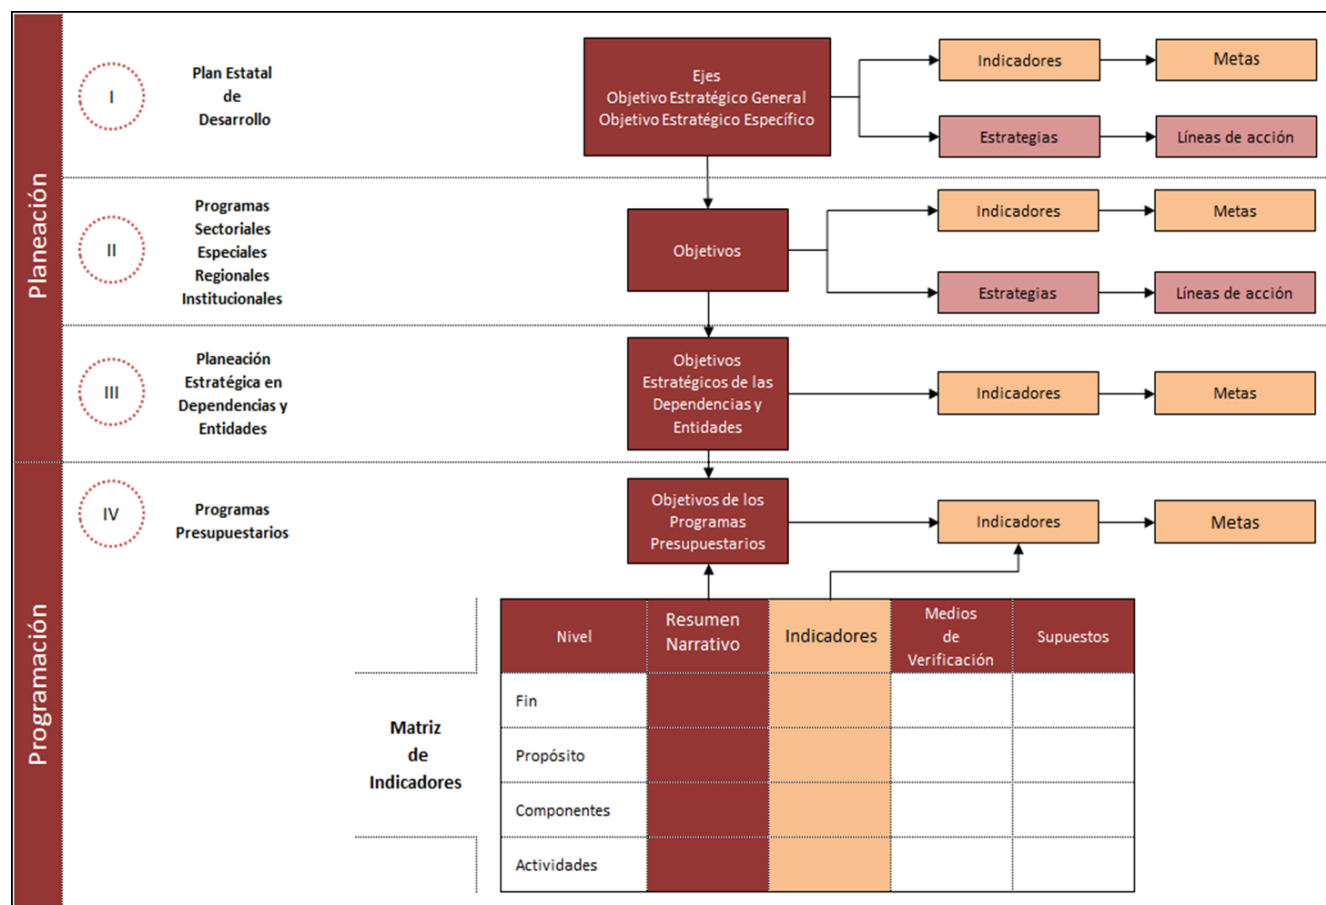 Planeación
I
Plan Estatal
de
Desarrollo
Ejes
Objetivo Estratégico General
Objetivo Estratégico Específico
Indicadores
Metas
Estrategias
Líneas de acción
II
Programas
Sectoriales
Especiales
Regionales
Institucionales
Objetivos
Indicadores
Metas
Estrategias
Líneas de acción
III
Planeación
Estratégica en
Dependencias y
Entidades
Objetivos
Estratégicos de las
Dependencias y
Entidades
Indicadores
Metas
Programación
IV
Programas
Presupuestarios
Objetivos de los
Programas
Presupuestarios
Indicadores
Metas
Matriz
de
Indicadores
Nivel
Resumen
Narrativo
Indicadores
Medios
de
Verificación
Supuestos
Fin
Propósito
Componentes
Actividades